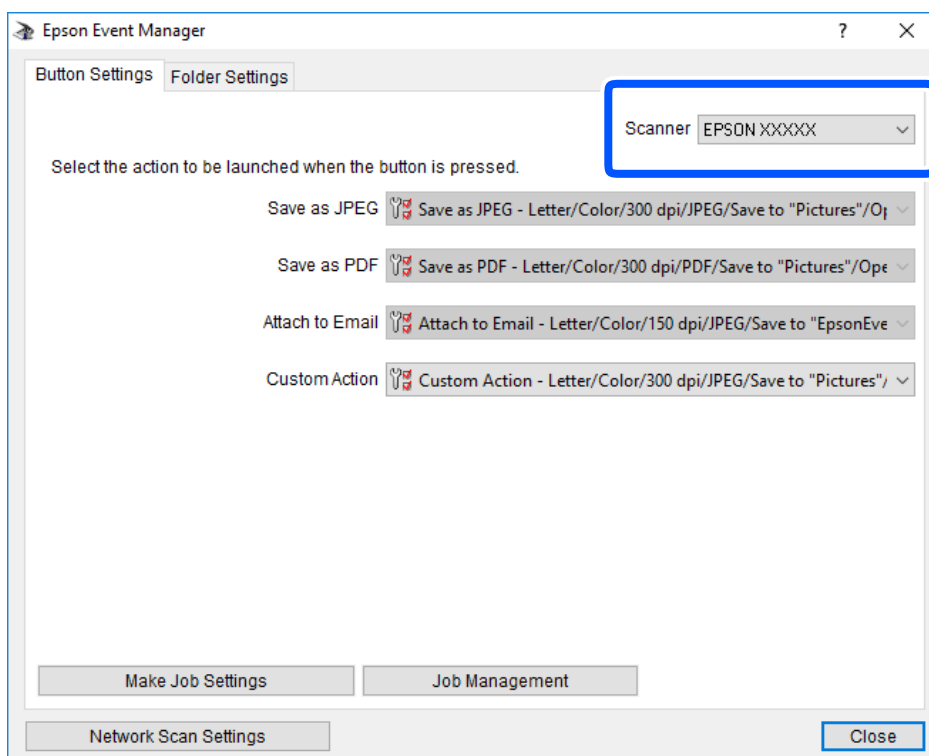 Epson Event Manager
Button Settings Folder Settings
Scanner EPSON XXXXX
Select the action to be launched when the button is pressed.
Save as JPEG Save as JPEG - Letter/Color/300 dpi/JPEG/Save to "Pictures"/Op
Save as PDF Save as PDF - Letter/Color/300 dpi/PDF/Save to "Pictures"/Ope
Attach to Email Attach to Email - Letter/Color/150 dpi/JPEG/Save to "EpsonEve
Custom Action Custom Action - Letter/Color/300 dpi/JPEG/Save to "Pictures"/
Make Job Settings Job Management
Network Scan Settings Close